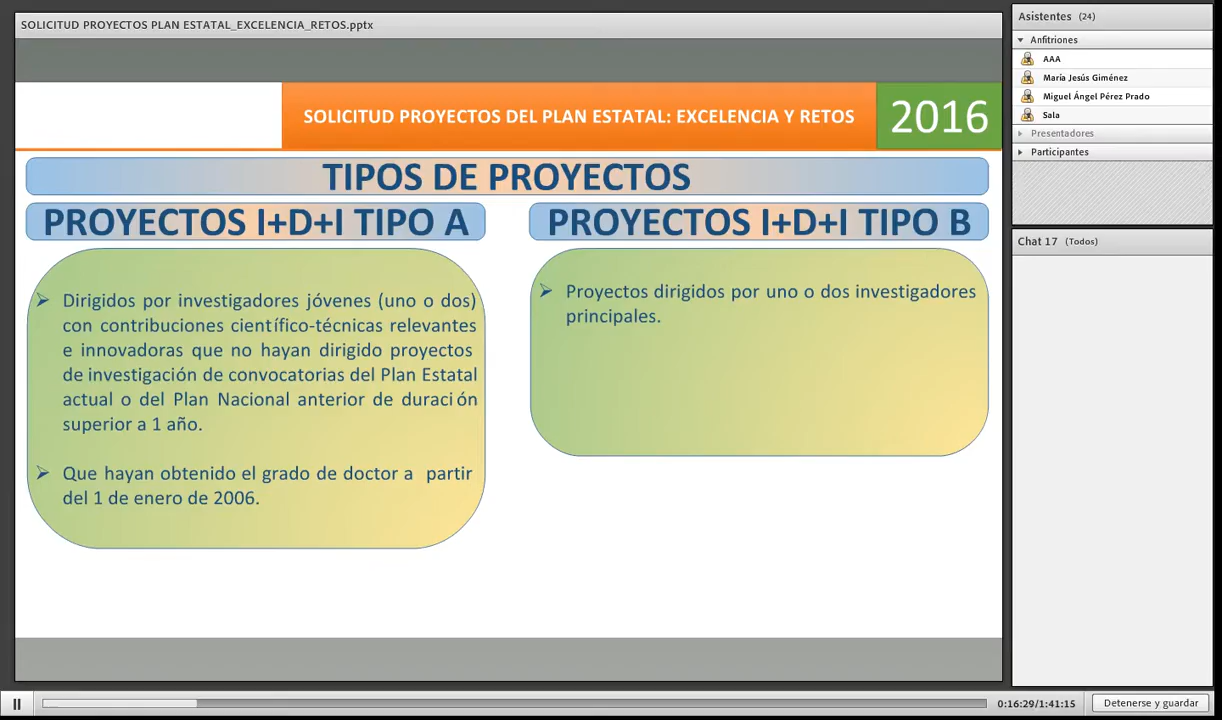 SOLICITUD PROYECTOS PLAN ESTATAL_EXCELENCIA_RETOS.pptx
SOLICITUD PROYECTOS DEL PLAN ESTATAL: EXCELENCIA Y RETOS
2016
TIPOS DE PROYECTOS
PROYECTOS I+D+I TIPO A
➢ Dirigidos por investigadores jóvenes (uno o dos)
con contribuciones científico-técnicas relevantes
e innovadoras que no hayan dirigido proyectos
de investigación de convocatorias del Plan Estatal
actual o del Plan Nacional anterior de duración
superior a 1 año.
➢ Que hayan obtenido el grado de doctor a partir
del 1 de enero de 2006.
PROYECTOS I+D+I TIPO B
➢ Proyectos dirigidos por uno o dos investigadores
principales.
Asistentes (24)
Anfitriones
AAA
María Jesús Giménez
Miguel Ángel Pérez Prado
Sala
Presentadores
Participantes
Chat 17 (Todos)
0:16:29/1:41:15
Detenerse y guardar